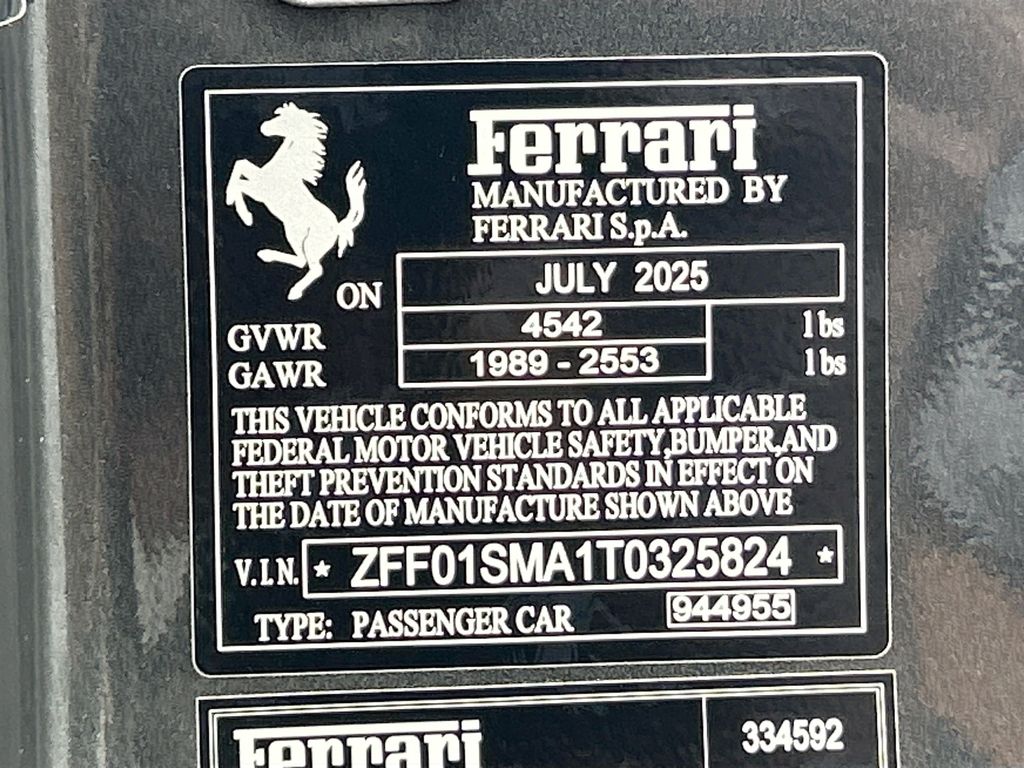 Ferrari
MANUFACTURED BY
FERRARI S.p.A.
ON JULY 2025
GVWR 4542 lbs
GAWR 1989 - 2553 lbs
THIS VEHICLE CONFORMS TO ALL APPLICABLE
FEDERAL MOTOR VEHICLE SAFETY,BUMPER,AND
THEFT PREVENTION STANDARDS IN EFFECT ON
THE DATE OF MANUFACTURE SHOWN ABOVE
V.I.N. * ZFF01SMA1T0325824 *
TYPE: PASSENGER CAR 944955
Ferrari 334592